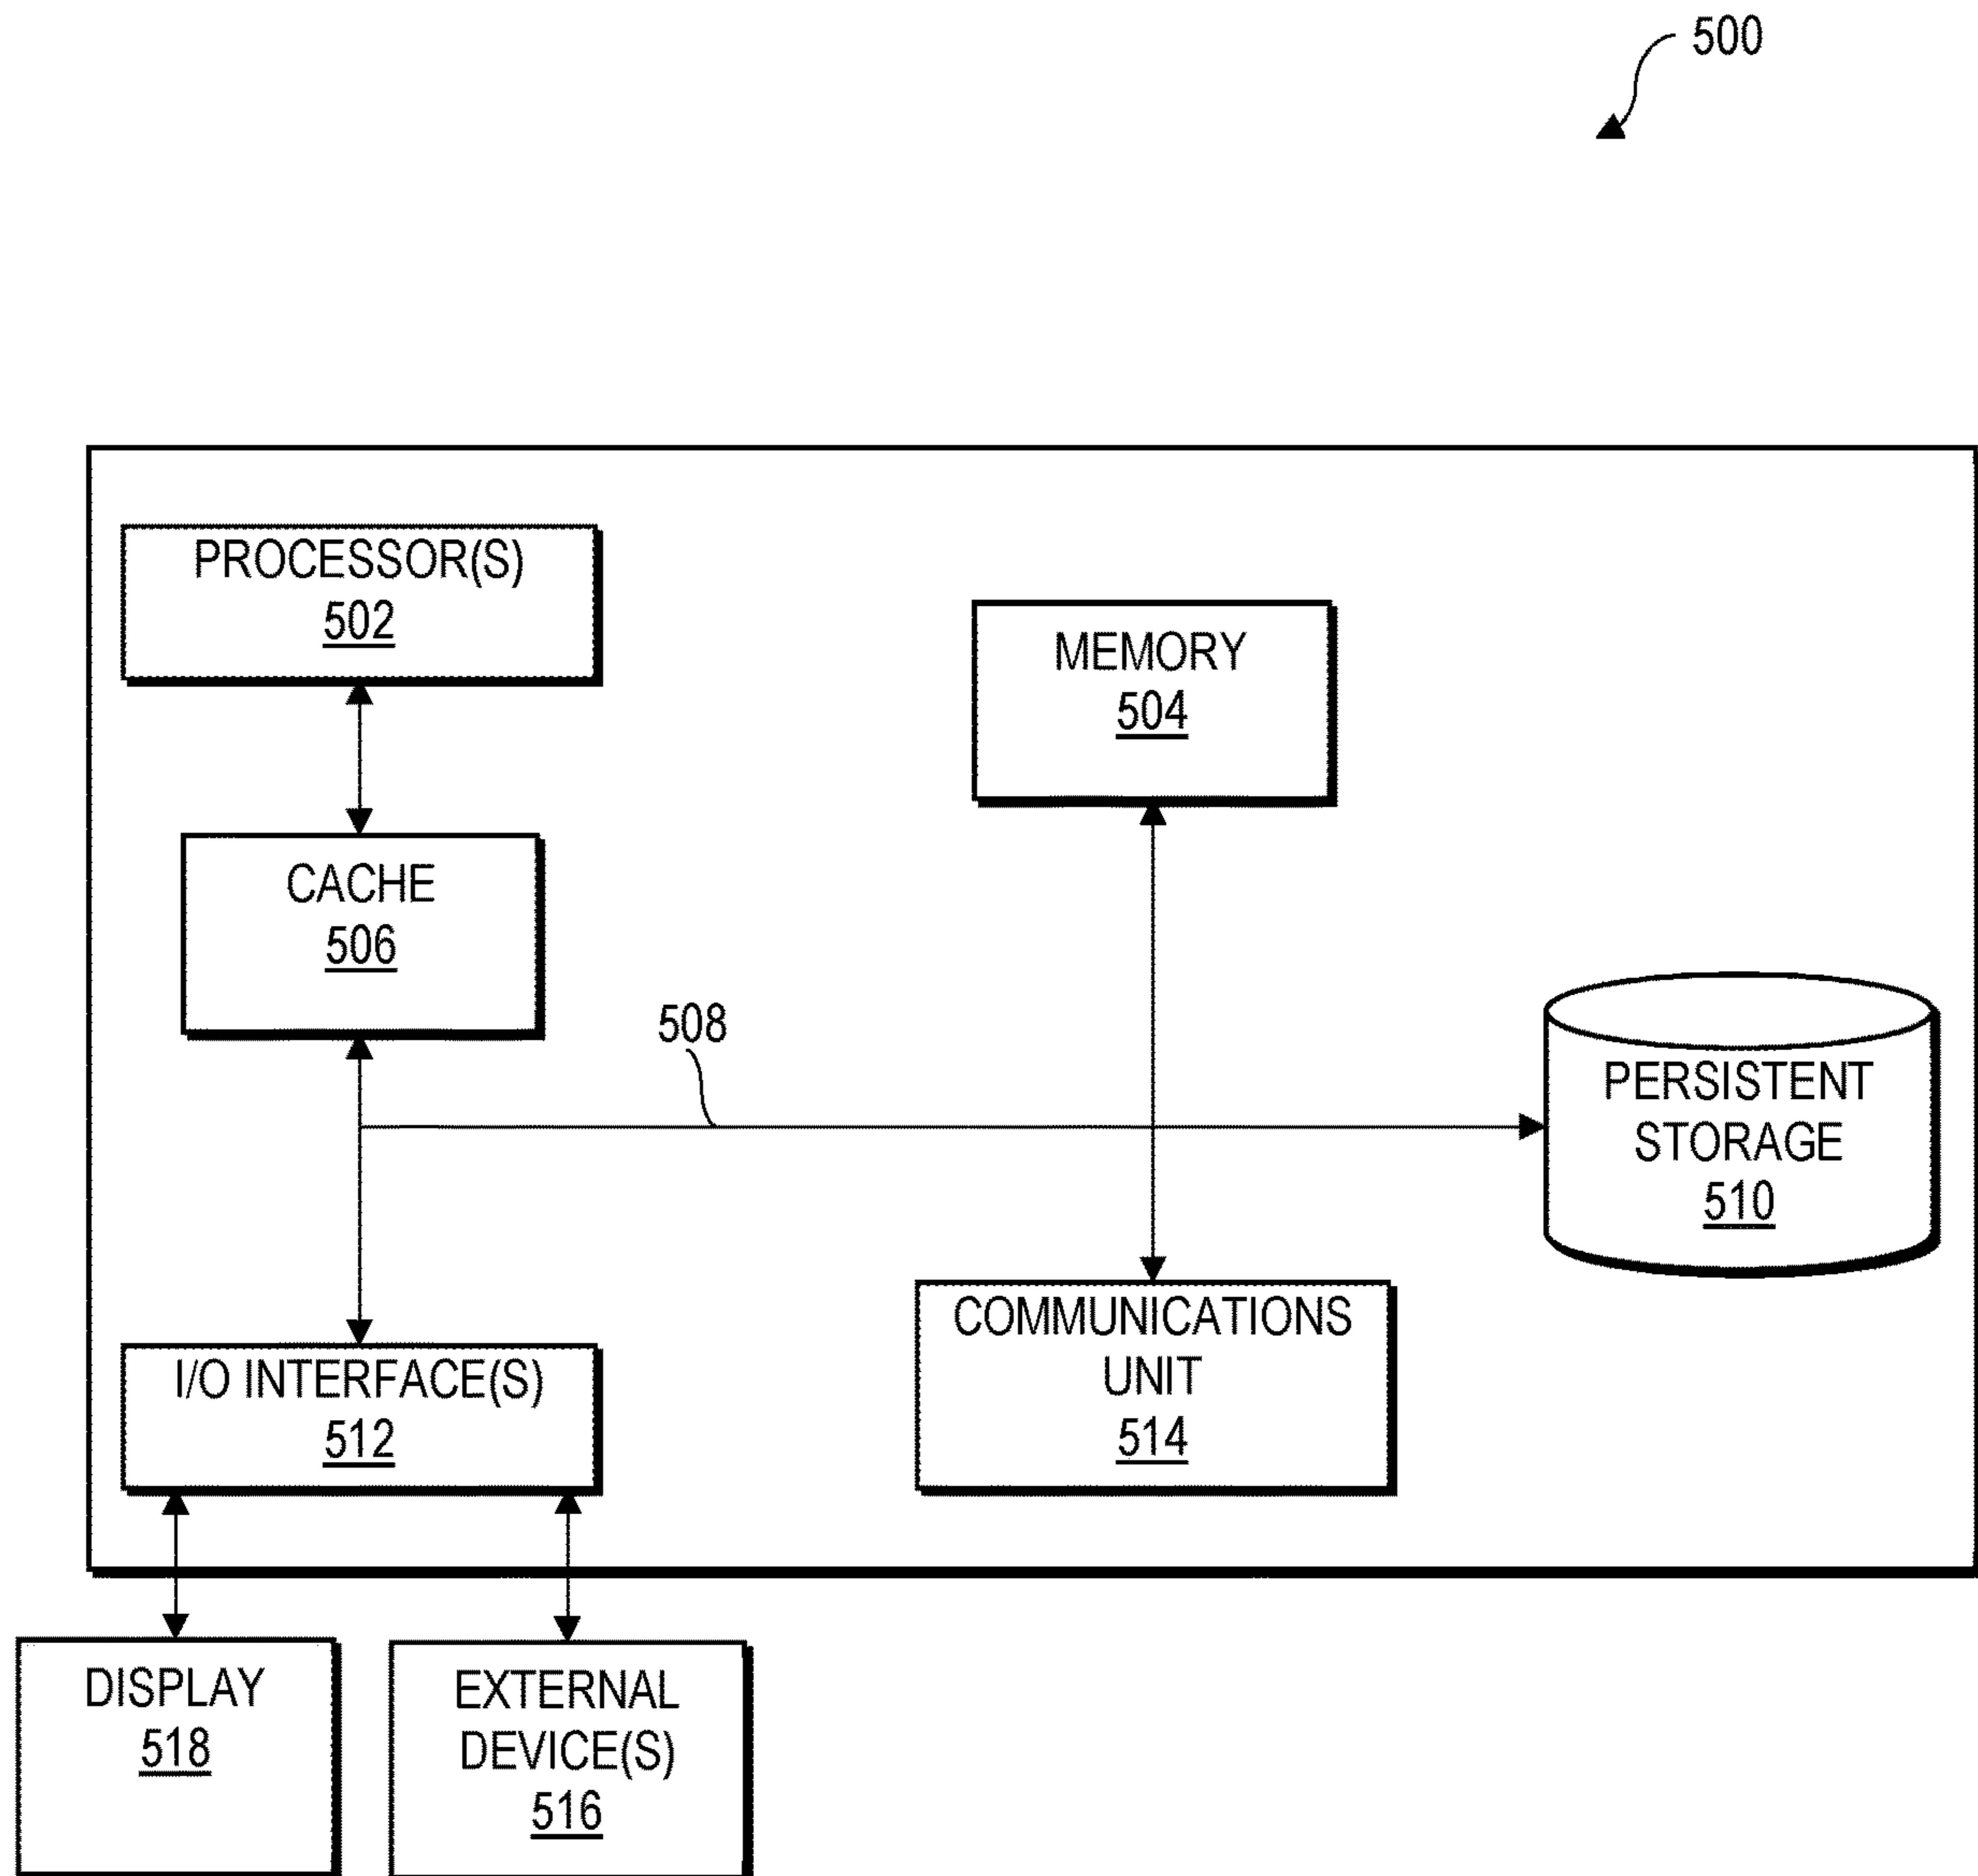 500
PROCESSOR(S)
502
MEMORY
504
CACHE
506
508
PERSISTENT
STORAGE
510
COMMUNICATIONS
UNIT
514
I/O INTERFACE(S)
512
DISPLAY
518
EXTERNAL
DEVICE(S)
516